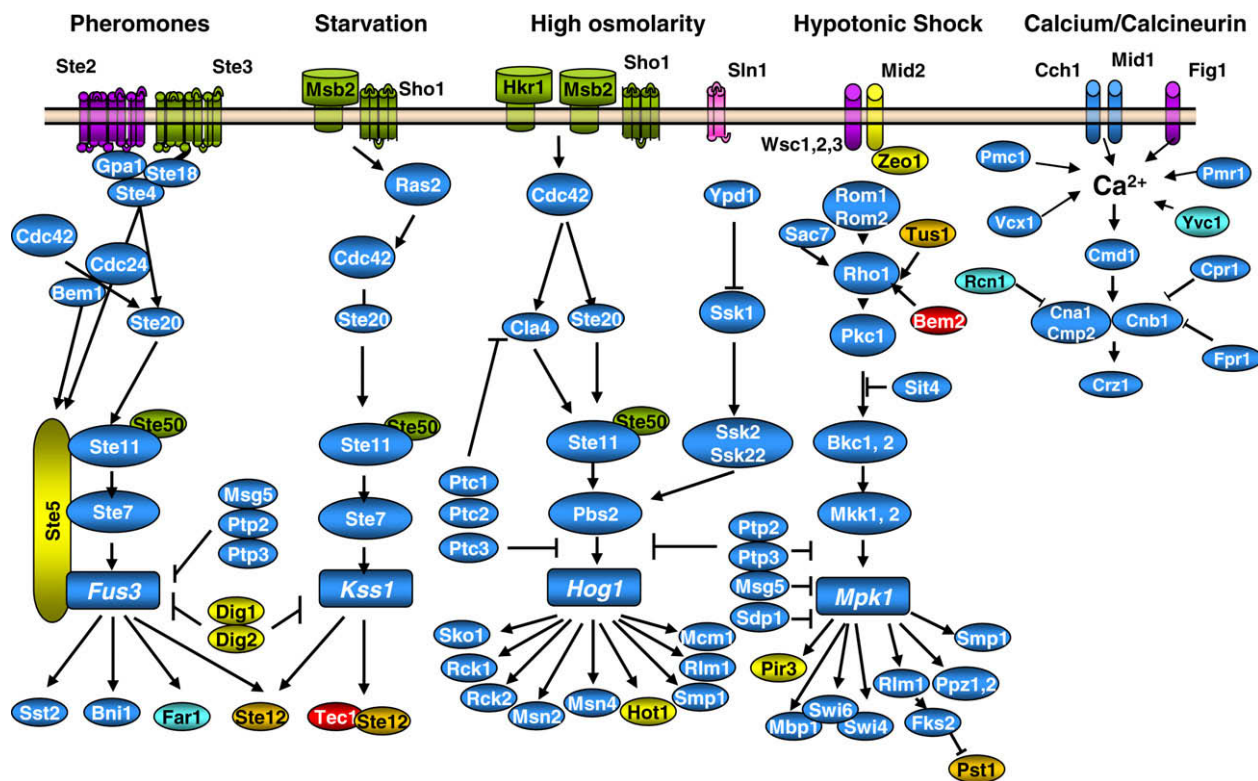 Pheromones
Starvation
High osmolarity
Hypotonic Shock
Calcium/Calcineurin
Ste2
Ste3
Gpa1
Ste18
Ste4
Cdc42
Cdc24
Bem1
Ste20
Ste50
Ste11
Ste7
Ste5
Fus3
Msg5
Ptp2
Ptp3
Dig1
Dig2
Sst2
Bni1
Far1
Ste12
Msb2
Sho1
Ras2
Cdc42
Ste20
Ste50
Ste11
Ste7
Kss1
Tec1
Ste12
Hkr1
Msb2
Sho1
Sln1
Cdc42
Ypd1
Cla4
Ste20
Ssk1
Ste50
Ste11
Ssk2
Ssk22
Ptc1
Ptc2
Ptc3
Pbs2
Hog1
Sko1
Rck1
Rck2
Msn2
Msn4
Hot1
Smp1
Rlm1
Mcm1
Mid2
Wsc1,2,3
Zeo1
Rom1
Rom2
Sac7
Tus1
Rho1
Bem2
Pkc1
Sit4
Bkc1, 2
Mkk1, 2
Ptp2
Ptp3
Msg5
Sdp1
Mpk1
Pir3
Mbp1
Swi6
Swi4
Rlm1
Fks2
Pst1
Ppz1,2
Smp1
Cch1
Mid1
Fig1
Pmc1
Pmr1
Ca2+
Vcx1
Yvc1
Cmd1
Rcn1
Cpr1
Cna1
Cmp2
Cnb1
Fpr1
Crz1